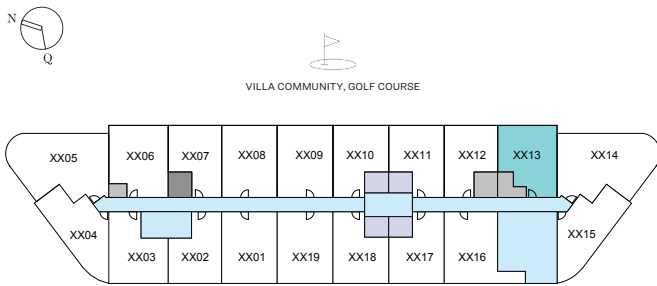 N
Q
VILLA COMMUNITY, GOLF COURSE
XX05 XX06 XX07 XX08 XX09 XX10 XX11 XX12 XX13 XX14
XX04 XX03 XX02 XX01 XX19 XX18 XX17 XX16 XX15